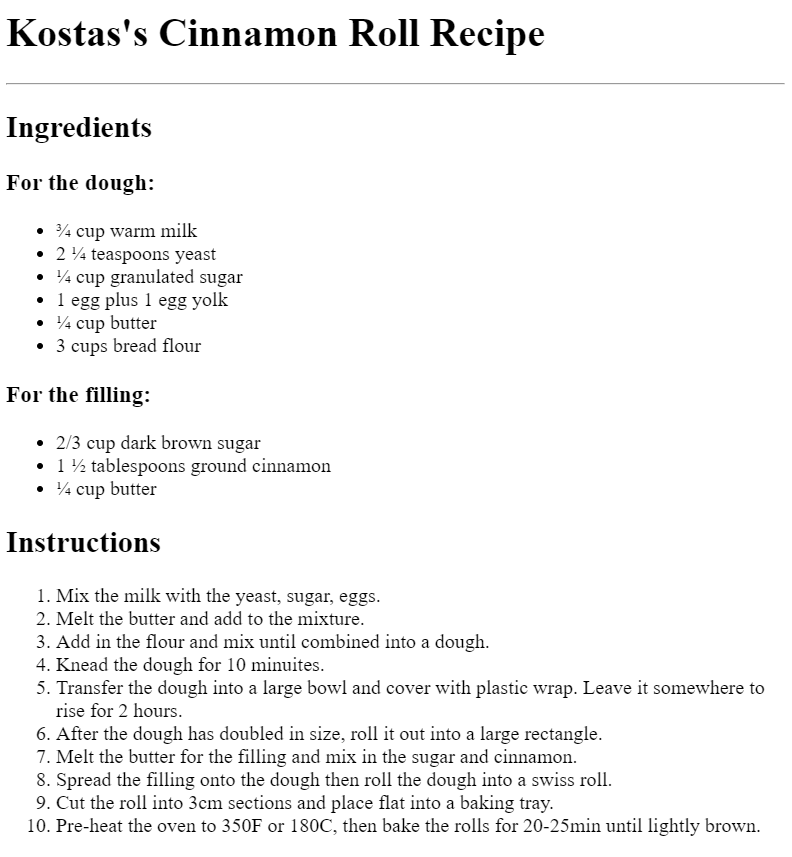 Kostas's Cinnamon Roll Recipe
Ingredients
For the dough:
• ¾ cup warm milk
• 2 ¼ teaspoons yeast
• ¼ cup granulated sugar
• 1 egg plus 1 egg yolk
• ¼ cup butter
• 3 cups bread flour
For the filling:
• 2/3 cup dark brown sugar
• 1 ½ tablespoons ground cinnamon
• ¼ cup butter
Instructions
1. Mix the milk with the yeast, sugar, eggs.
2. Melt the butter and add to the mixture.
3. Add in the flour and mix until combined into a dough.
4. Knead the dough for 10 minuites.
5. Transfer the dough into a large bowl and cover with plastic wrap. Leave it somewhere to
rise for 2 hours.
6. After the dough has doubled in size, roll it out into a large rectangle.
7. Melt the butter for the filling and mix in the sugar and cinnamon.
8. Spread the filling onto the dough then roll the dough into a swiss roll.
9. Cut the roll into 3cm sections and place flat into a baking tray.
10. Pre-heat the oven to 350F or 180C, then bake the rolls for 20-25min until lightly brown.